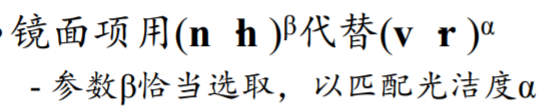 • 镜面项用(n h )^β代替(v r )^α
- 参数β恰当选取，以匹配光洁度α